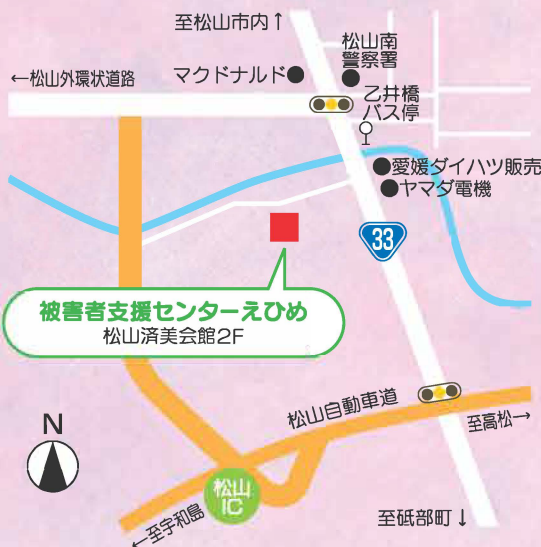 至松山市内↑
松山南
警察署
←松山外環状道路
マクドナルド
乙井橋
バス停
愛媛ダイハツ販売
ヤマダ電機
33
被害者支援センターえひめ
松山済美会館2F
松山自動車道
至高松→
N
松山
IC
←至宇和島
至砥部町↓